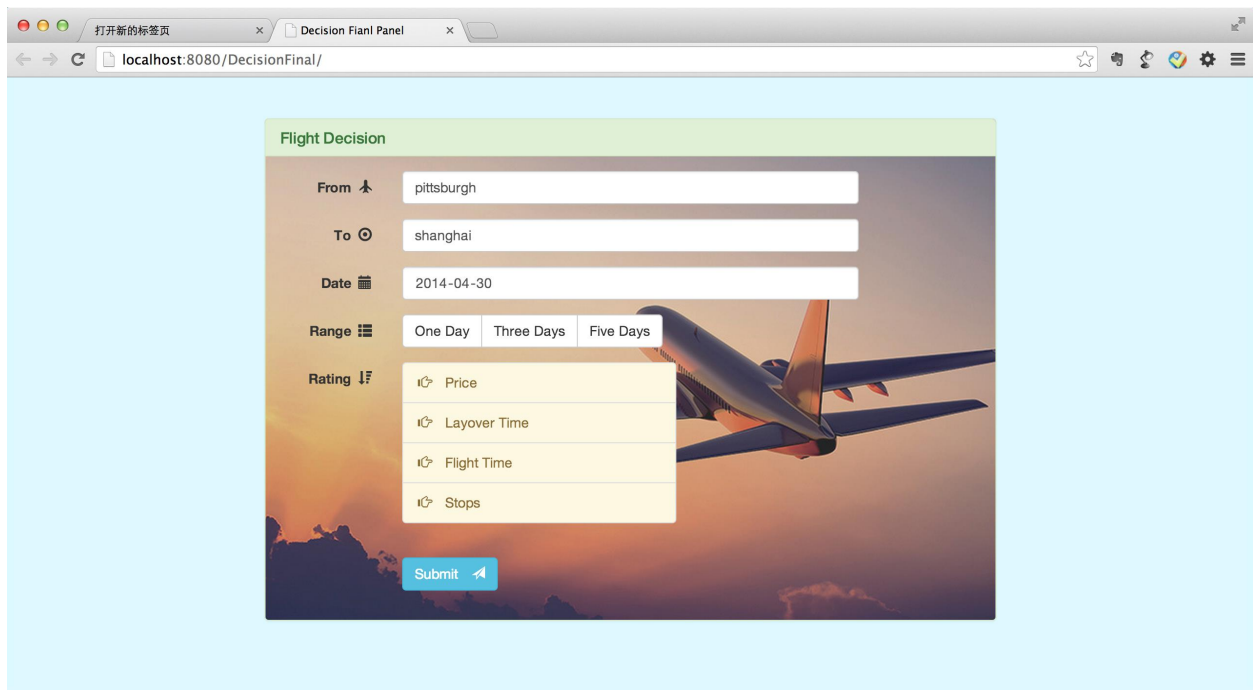 打开新的标签页
Decision Fianl Panel
localhost:8080/DecisionFinal/
Flight Decision
From
pittsburgh
To
shanghai
Date
2014-04-30
Range
One Day Three Days Five Days
Rating
Price
Layover Time
Flight Time
Stops
Submit